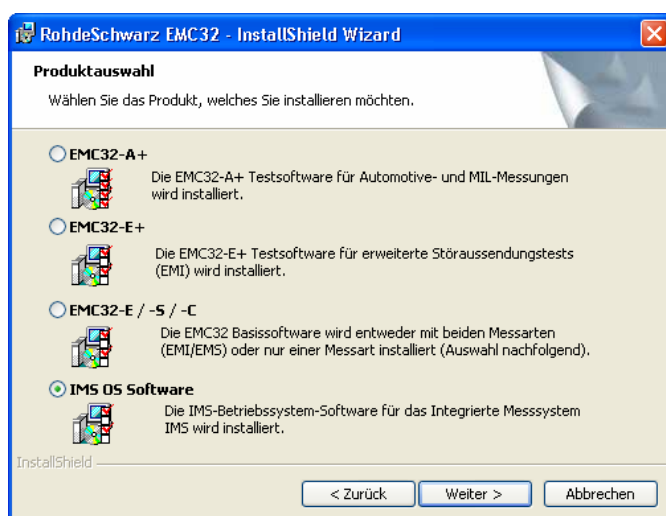 RohdeSchwarz EMC32 - InstallShield Wizard
Produktauswahl
Wählen Sie das Produkt, welches Sie installieren möchten.
EMC32-A+
Die EMC32-A+ Testsoftware für Automotive- und MIL-Messungen
wird installiert.
EMC32-E+
Die EMC32-E+ Testsoftware für erweiterte Störaussendungstests
(EMI) wird installiert.
EMC32-E / -S / -C
Die EMC32 Basissoftware wird entweder mit beiden Messarten
(EMI/EMS) oder nur einer Messart installiert (Auswahl nachfolgend).
IMS OS Software
Die IMS-Betriebssystem-Software für das Integrierte Messsystem
IMS wird installiert.
InstallShield
< Zurück
Weiter >
Abbrechen